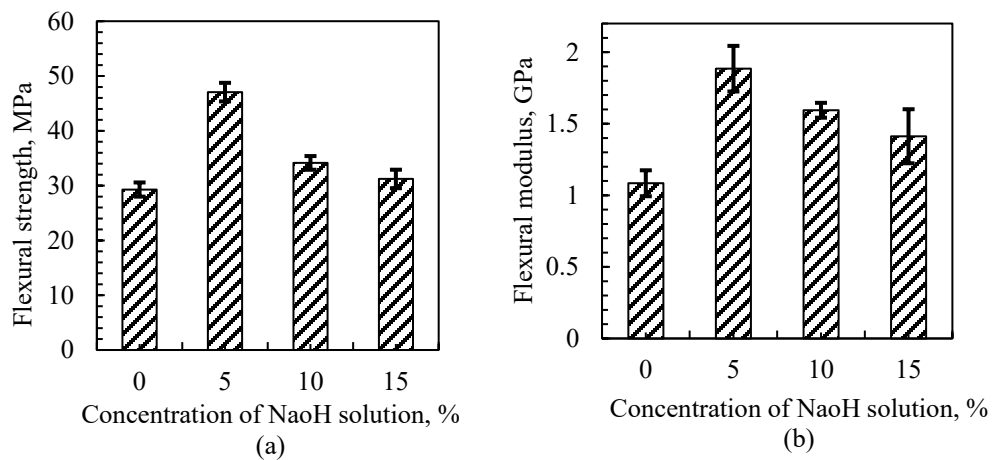 Flexural strength, MPa
60
50
40
30
20
10
0
0 5 10 15
Concentration of NaoH solution, %
(a)
Flexural modulus, GPa
2
1.5
1
0.5
0
0 5 10 15
Concentration of NaoH solution, %
(b)